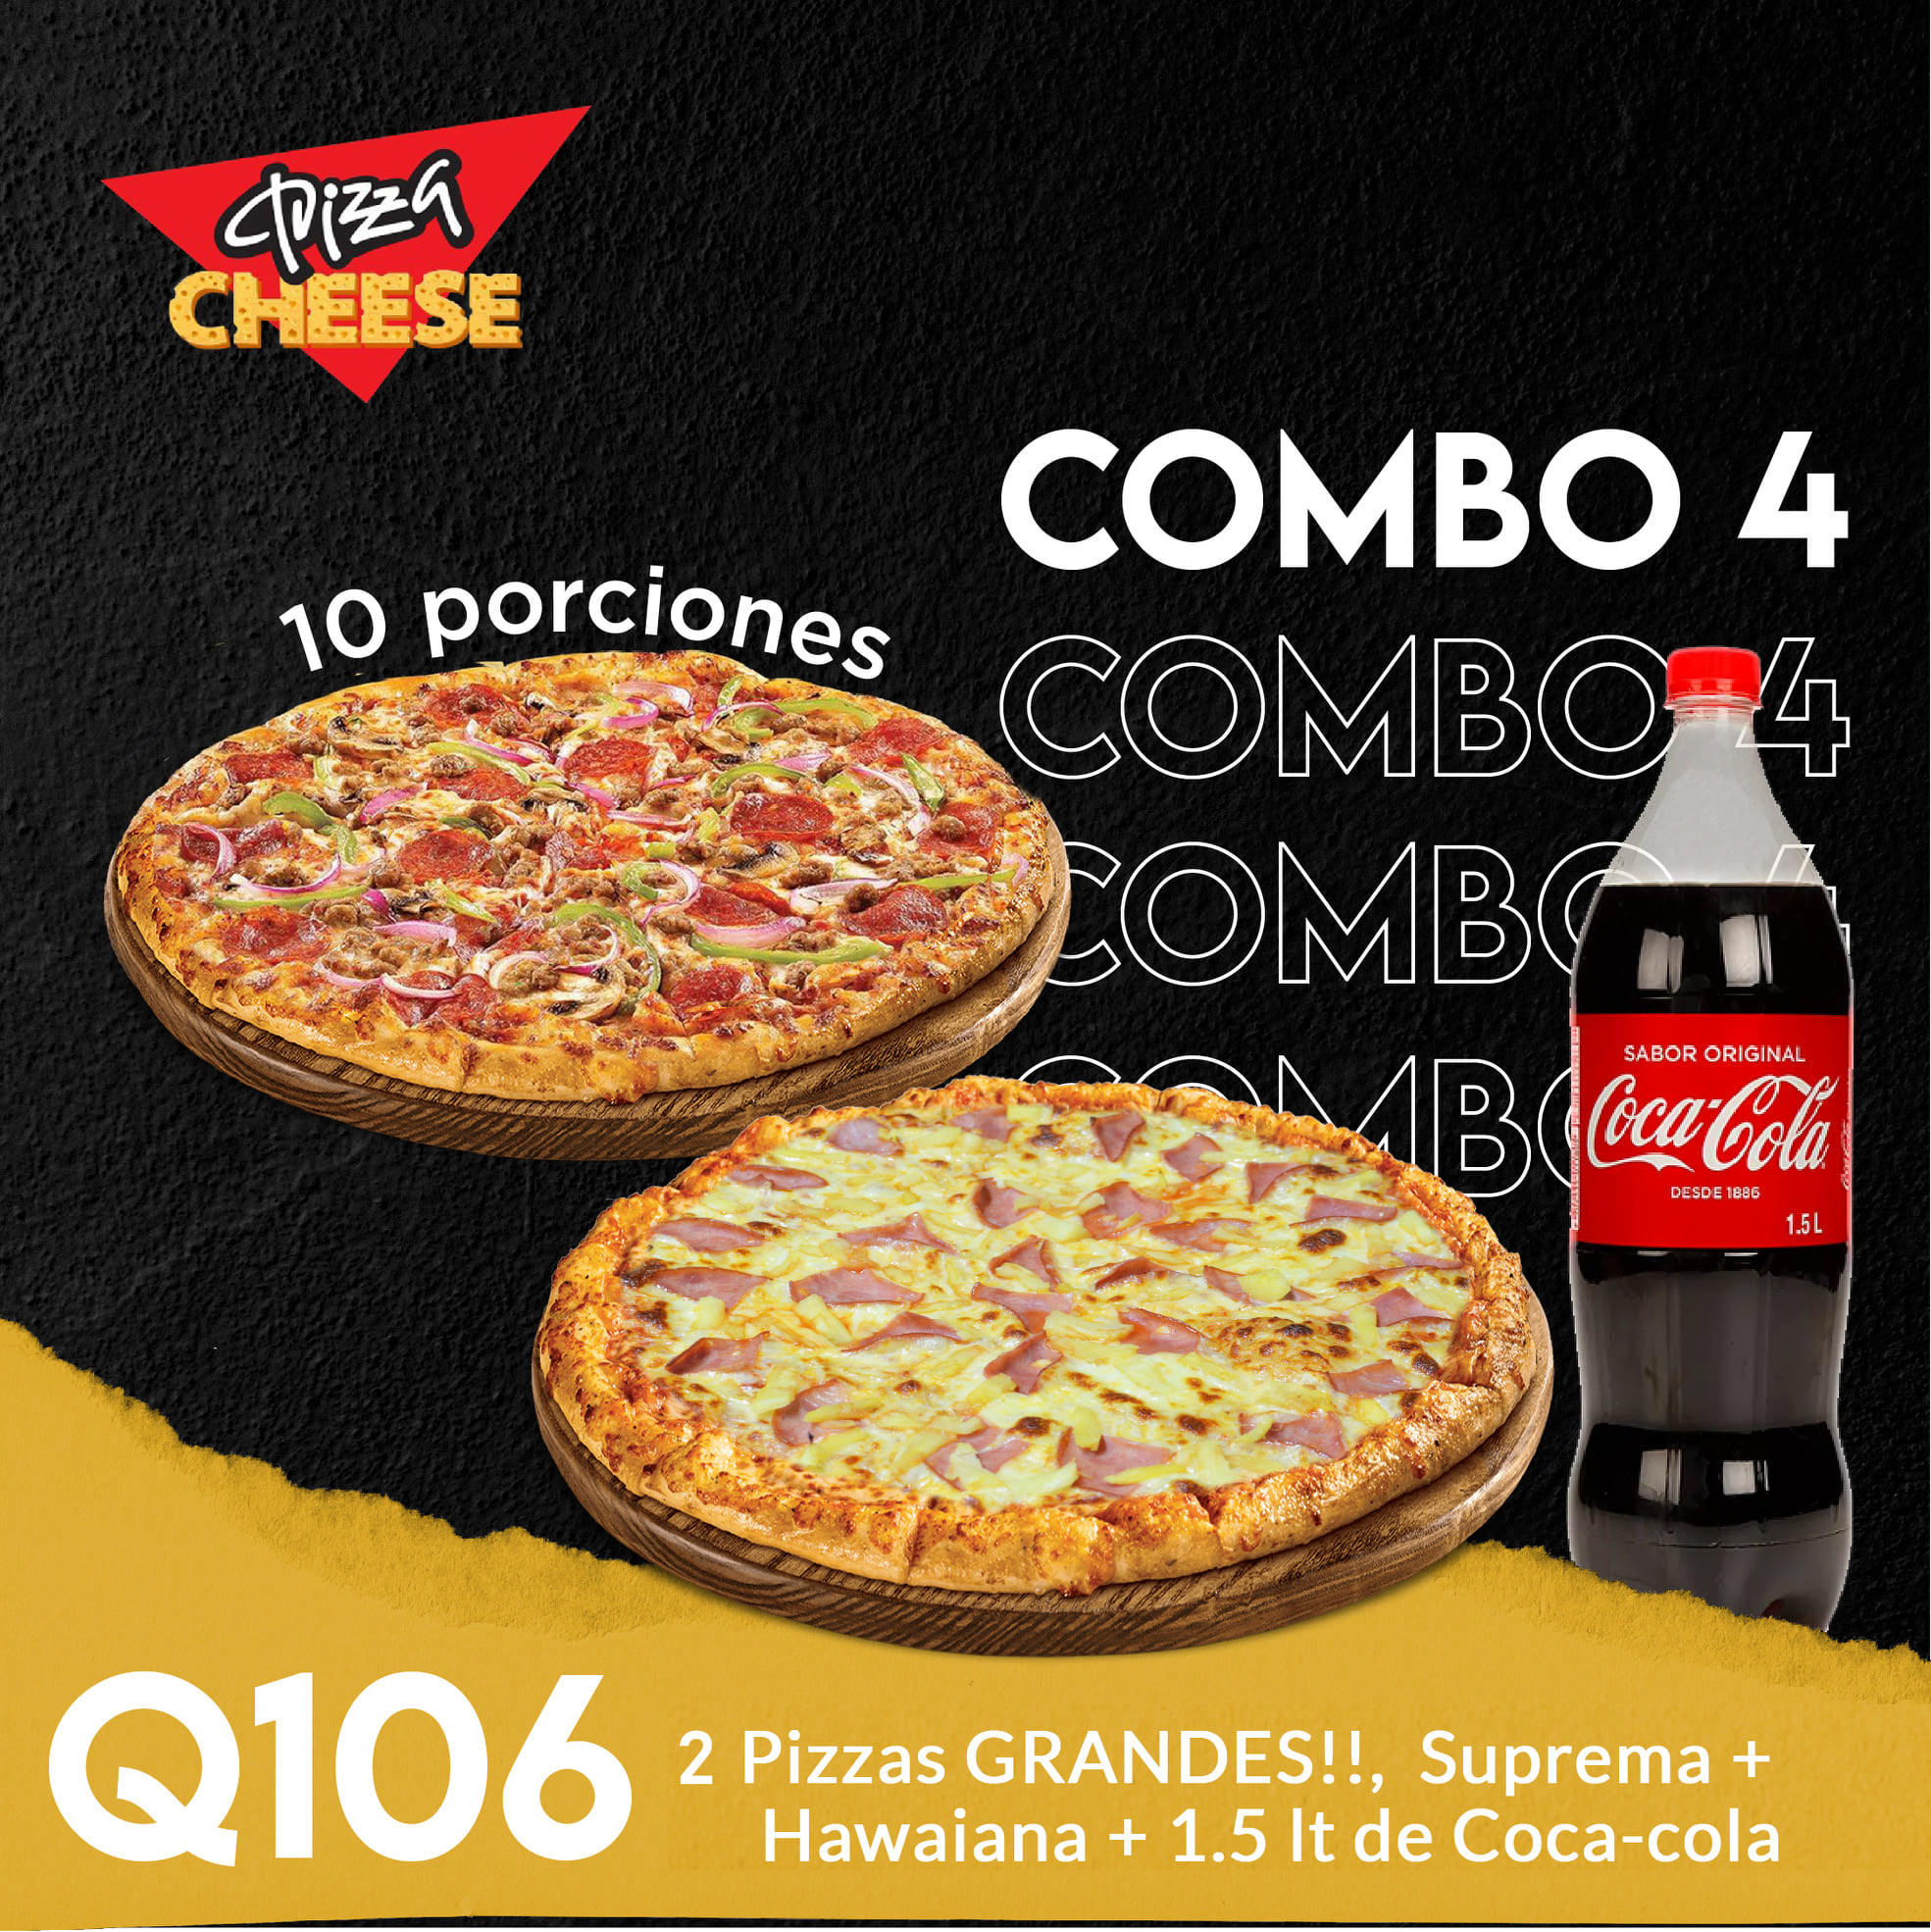 Pizza
CHEESE
COMBO 4
COMBO 4
10 porciones
COMBO 4
COMBO
SABOR ORIGINAL
Coca-Cola
DESDE 1886
1.5 L
Q106
2 Pizzas GRANDES!!, Suprema +
Hawaiana + 1.5 lt de Coca-cola